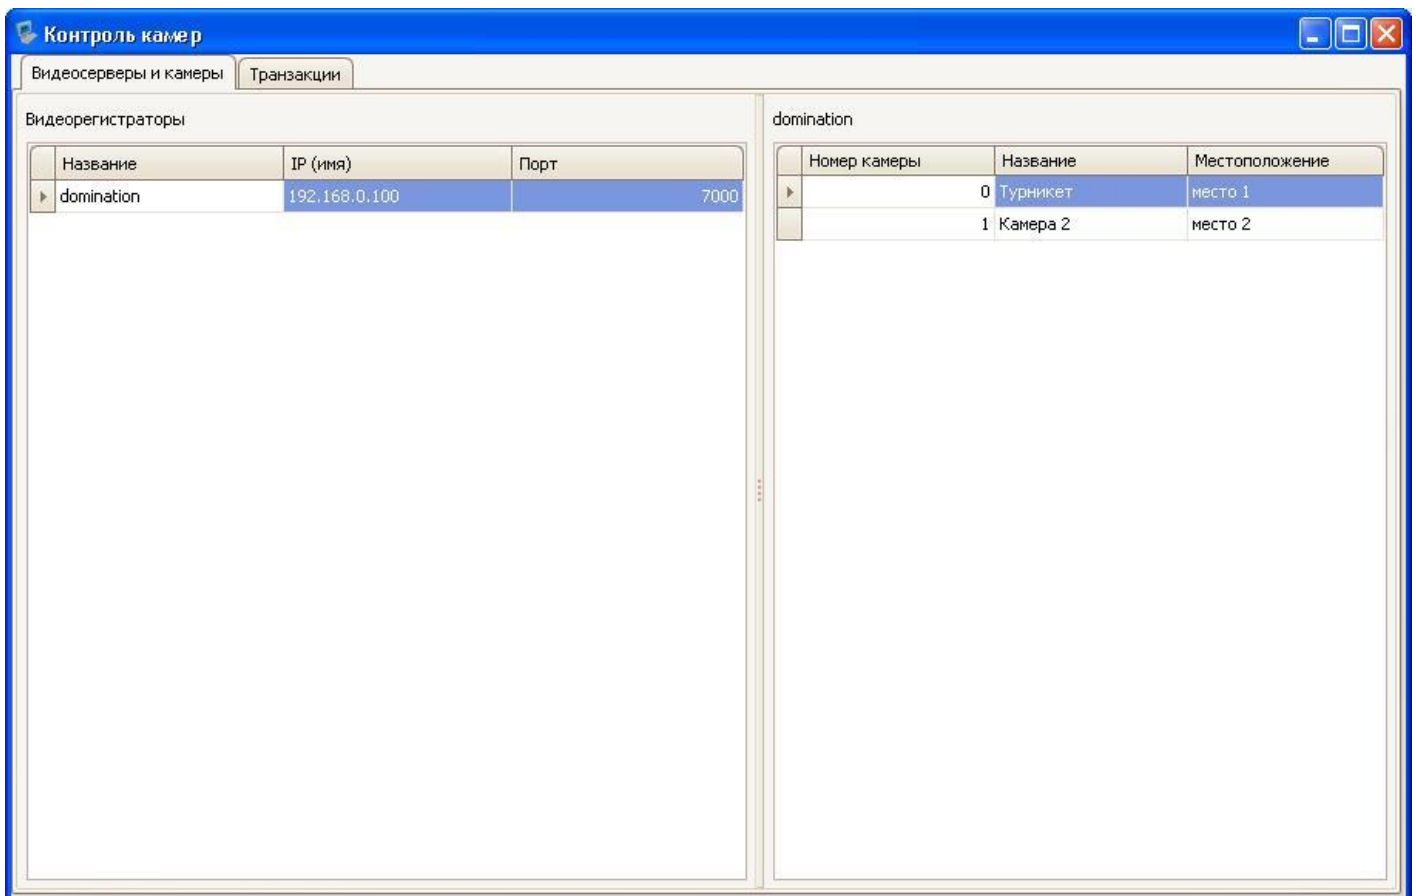 Контроль камер
Видеосерверы и камеры Транзакции
Видеорегистраторы
Название IP (имя) Порт
domination 192.168.0.100 7000
domination
Номер камеры Название Местоположение
0 Турникет место 1
1 Камера 2 место 2